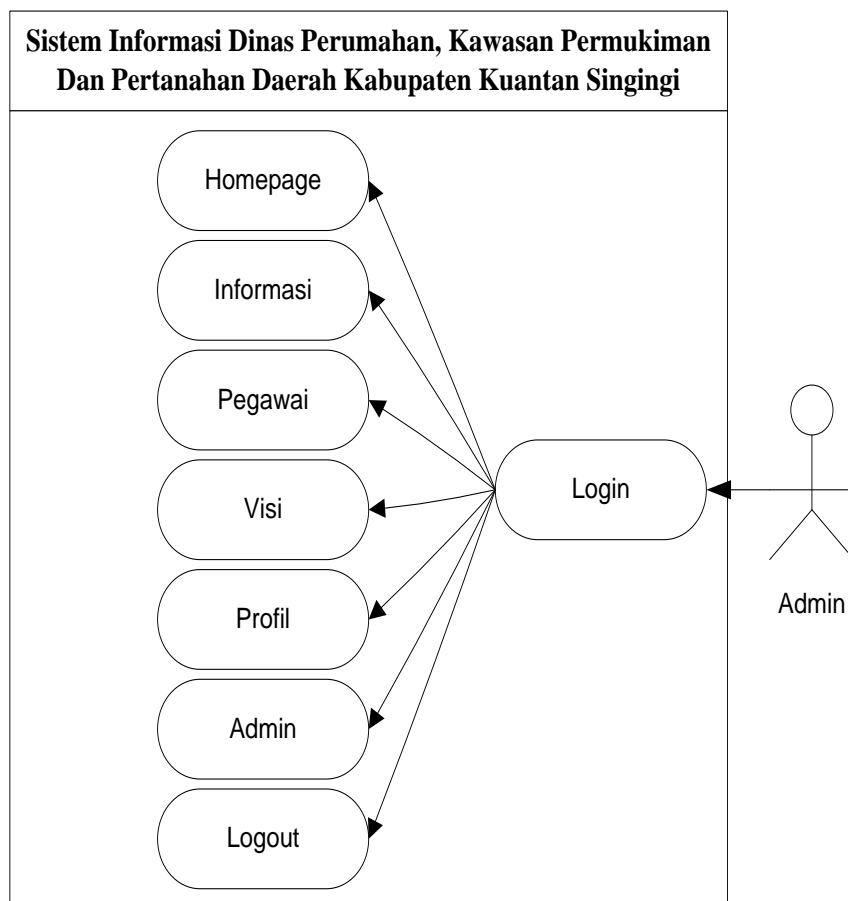 Sistem Informasi Dinas Perumahan, Kawasan Permukiman
Dan Pertanahan Daerah Kabupaten Kuantan Singingi
Homepage
Informasi
Pegawai
Visi
Login
Profil
Admin
Admin
Logout